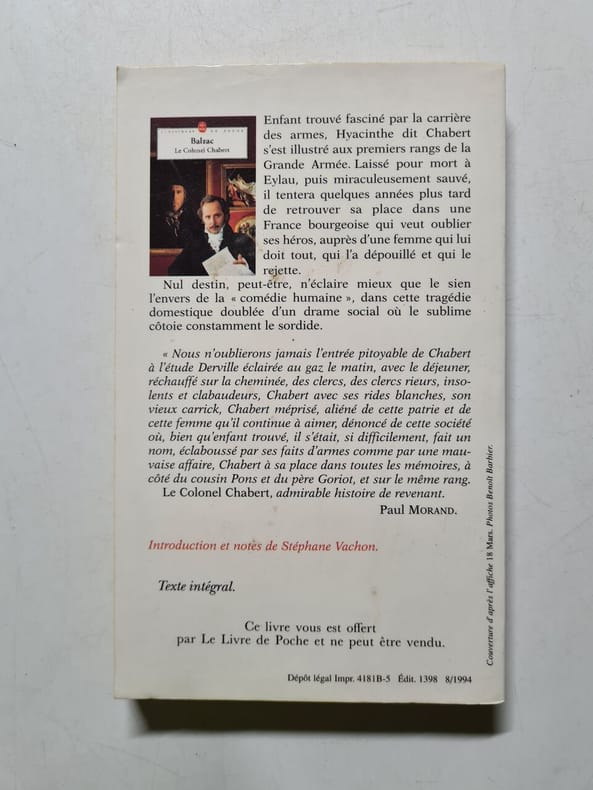 CLASSIQUES DE POCHE
Balzac
Le Colonel Chabert
Enfant trouvé fasciné par la carrière
des armes, Hyacinthe dit Chabert
s'est illustré aux premiers rangs de la
Grande Armée. Laissé pour mort à
Eylau, puis miraculeusement sauvé,
il tentera quelques années plus tard
de retrouver sa place dans une
France bourgeoise qui veut oublier
ses héros, auprès d'une femme qui lui
doit tout, qui l'a dépouillé et qui le
rejette.
Nul destin, peut-être, n'éclaire mieux que le sien
l'envers de la « comédie humaine », dans cette tragédie
domestique doublée d'un drame social où le sublime
côtoie constamment le sordide.
« Nous n'oublierons jamais l'entrée pitoyable de Chabert
à l'étude Derville éclairée au gaz le matin, avec le déjeuner,
réchauffé sur la cheminée, des clercs, des clercs rieurs, inso-
lents et clabaudeurs, Chabert avec ses rides blanches, son
vieux carrick, Chabert méprisé, aliéné de cette patrie et de
cette femme qu'il continue à aimer, dénoncé de cette société
où, bien qu'enfant trouvé, il s'était, si difficilement, fait un
nom, éclaboussé par ses faits d'armes comme par une mau-
vaise affaire, Chabert à sa place dans toutes les mémoires, à
côté du cousin Pons et du père Goriot, et sur le même rang.
Le Colonel Chabert, admirable histoire de revenant.
Paul MORAND.
Introduction et notes de Stéphane Vachon.
Texte intégral.
Ce livre vous est offert
par Le Livre de Poche et ne peut être vendu.
Dépôt légal Impr. 4181B-5 Édit. 1398 8/1994
Couverture d'après l'affiche 18 Mars. Photos Benoît Barbier.